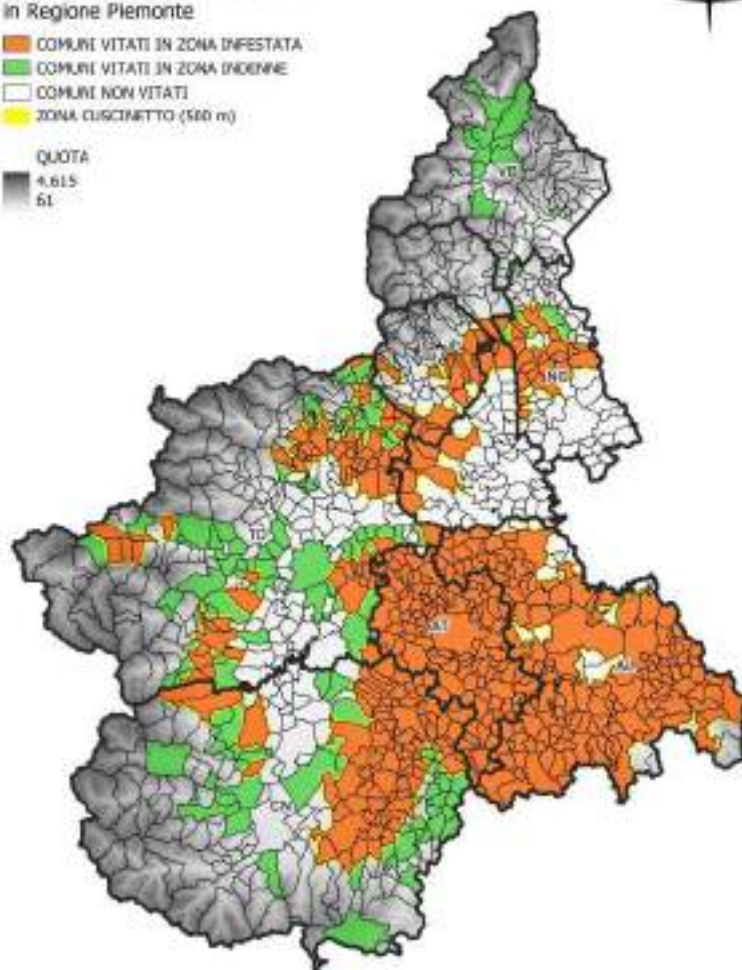 in Regione Piemonte
COMUNI VITATI IN ZONA INFESTATA
COMUNI VITATI IN ZONA INDENNE
COMUNI NON VITATI
ZONA CUSCINETTO (500 m)
QUOTA
4.615
61
NO
TO
AT
AL
CN